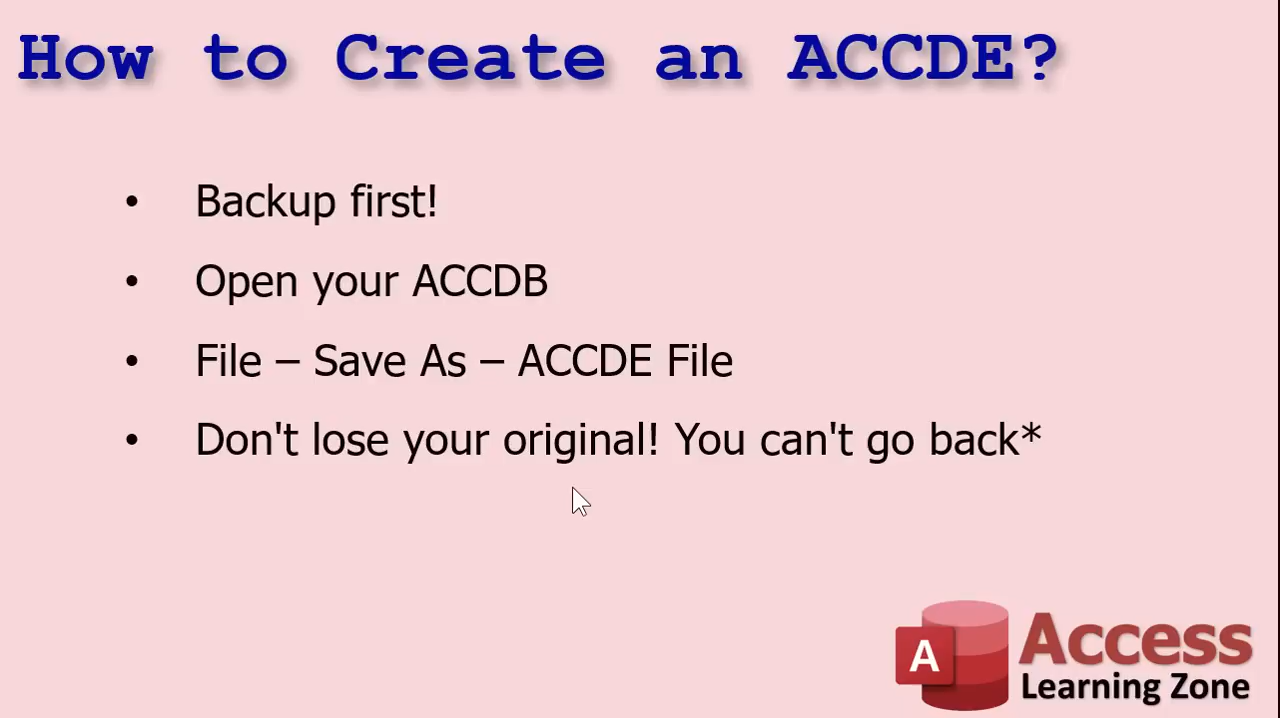 How to Create an ACCDE?
• Backup first!
• Open your ACCDB
• File – Save As – ACCDE File
• Don't lose your original! You can't go back*
A
Access
Learning Zone